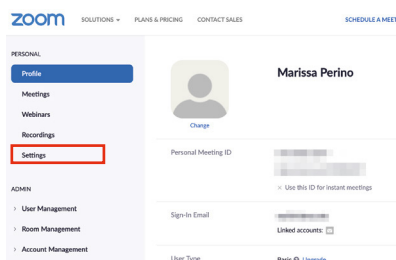 zoom SOLUTIONS PLANS & PRICING CONTACT SALES SCHEDULE A MEET
PERSONAL
Profile
Meetings
Webinars
Recordings
Settings
ADMIN
> User Management
> Room Management
> Account Management
Marissa Perino
Change
Personal Meeting ID
× Use this ID for instant meetings
Sign-In Email
Linked accounts:
User Type
Basic Upgrade